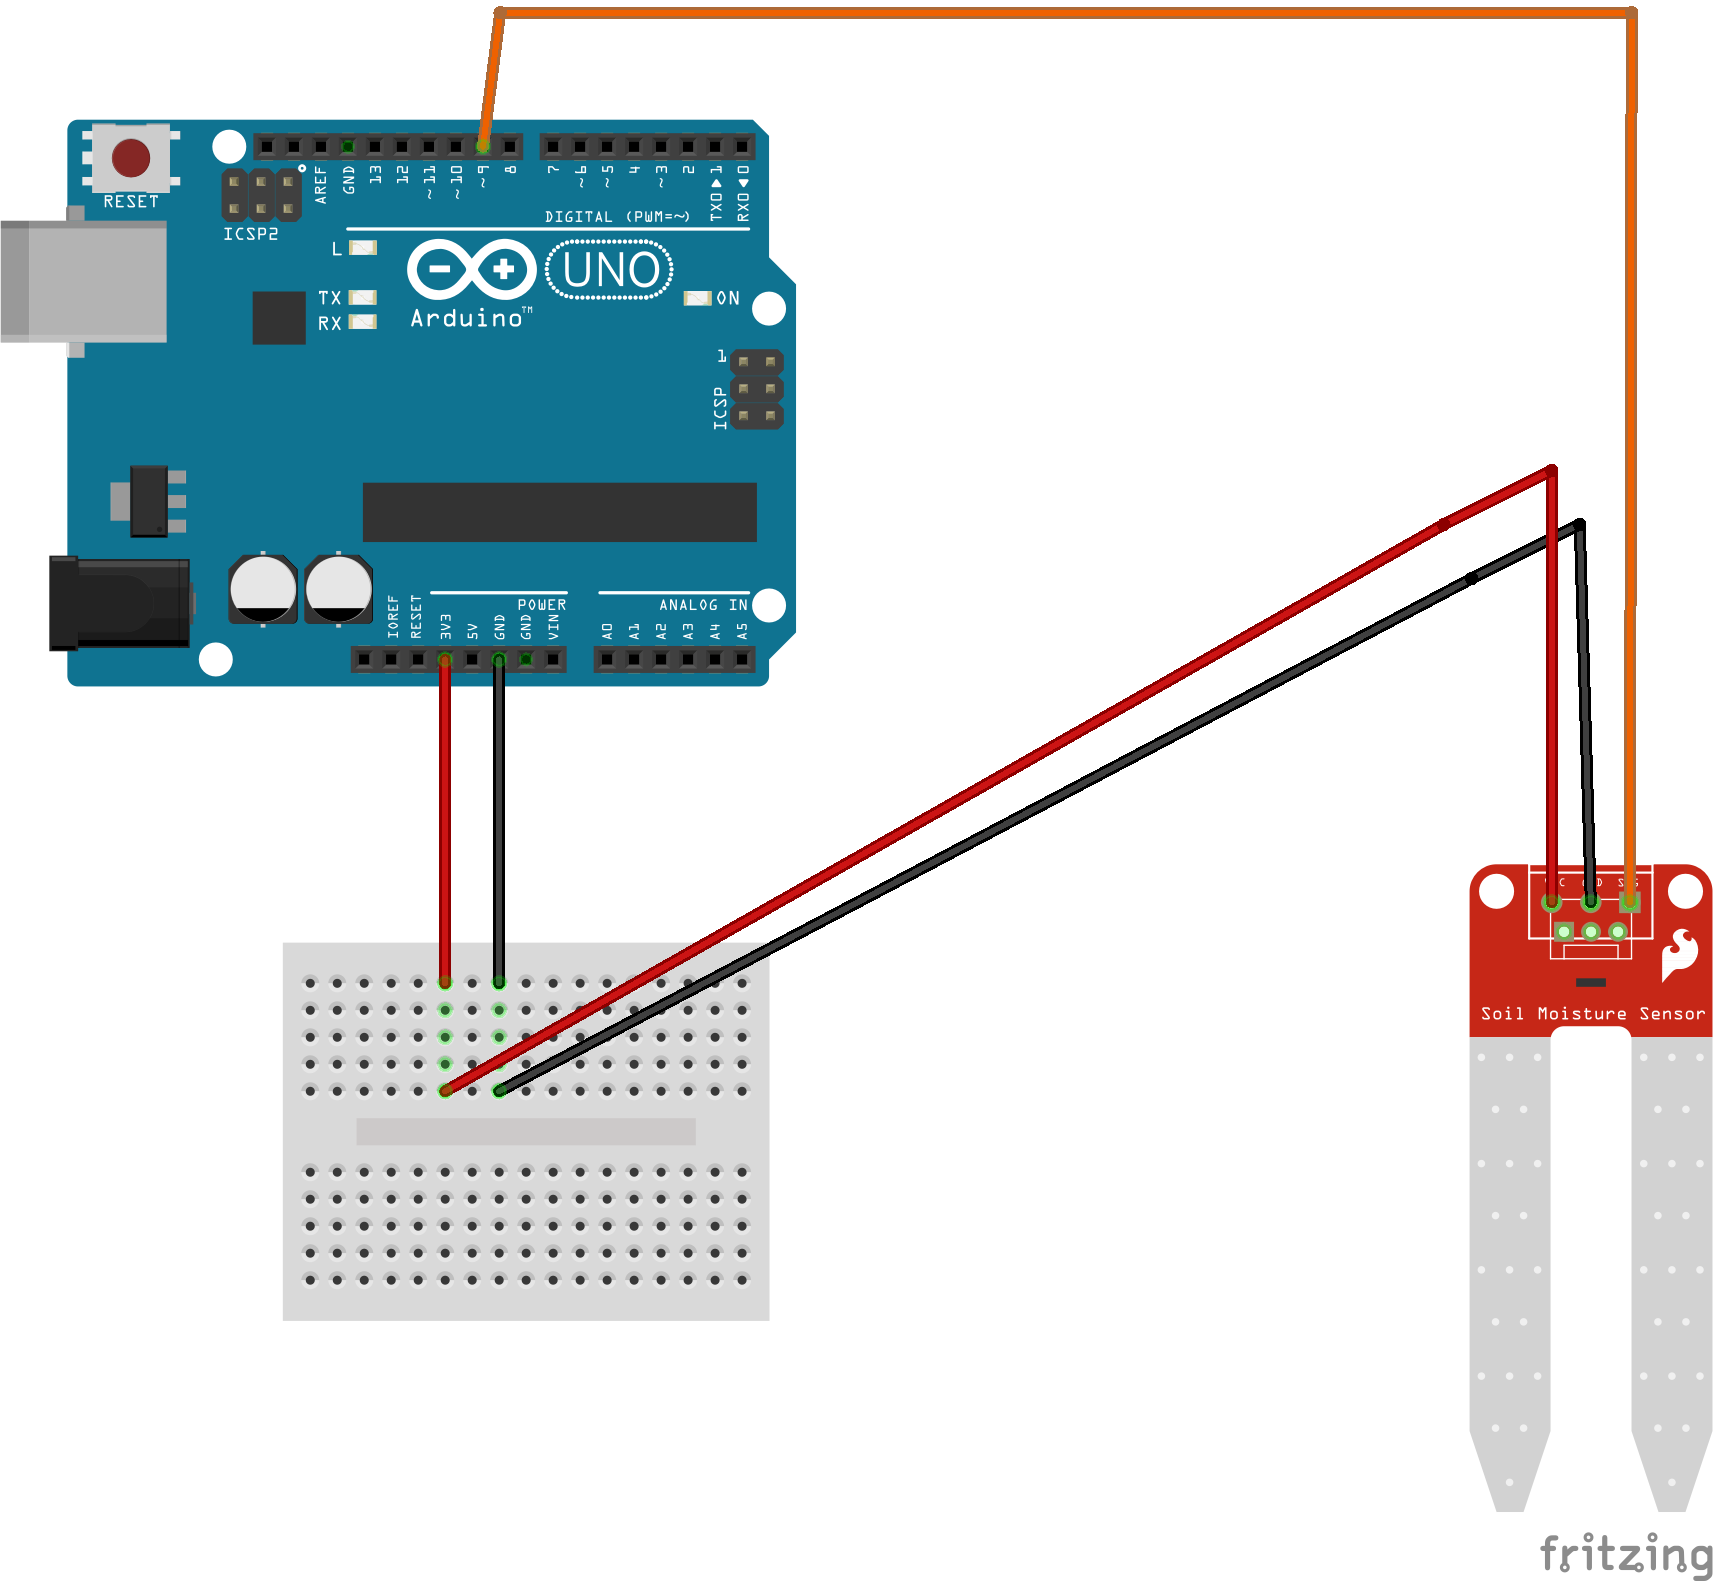 RESET
ICSP2
AREF
GND
13
12
~11
~10
~9
8
7
~6
~5
4
~3
2
TX0▶1
RX0◀0
DIGITAL (PWM=~)
L
TX
RX
UNO
Arduino™
ON
1
ICSP
IOREF
RESET
3V3
5V
GND
GND
VIN
POWER
ANALOG IN
A0
A1
A2
A3
A4
A5
Soil Moisture Sensor
fritzing